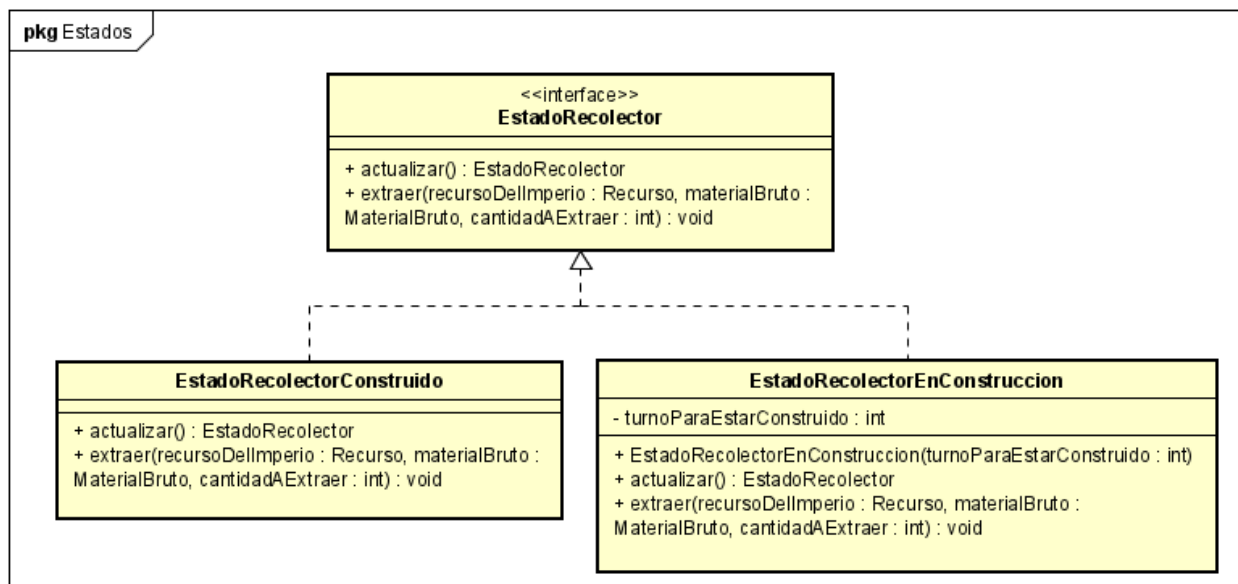 pkg Estados
<<interface>>
EstadoRecolector
+ actualizar() : EstadoRecolector
+ extraer(recursoDelImperio : Recurso, materialBruto :
MaterialBruto, cantidadAExtraer : int) : void
EstadoRecolectorConstruido
+ actualizar() : EstadoRecolector
+ extraer(recursoDelImperio : Recurso, materialBruto :
MaterialBruto, cantidadAExtraer : int) : void
EstadoRecolectorEnConstruccion
- turnoParaEstarConstruido : int
+ EstadoRecolectorEnConstruccion(turnoParaEstarConstruido : int)
+ actualizar() : EstadoRecolector
+ extraer(recursoDelImperio : Recurso, materialBruto :
MaterialBruto, cantidadAExtraer : int) : void